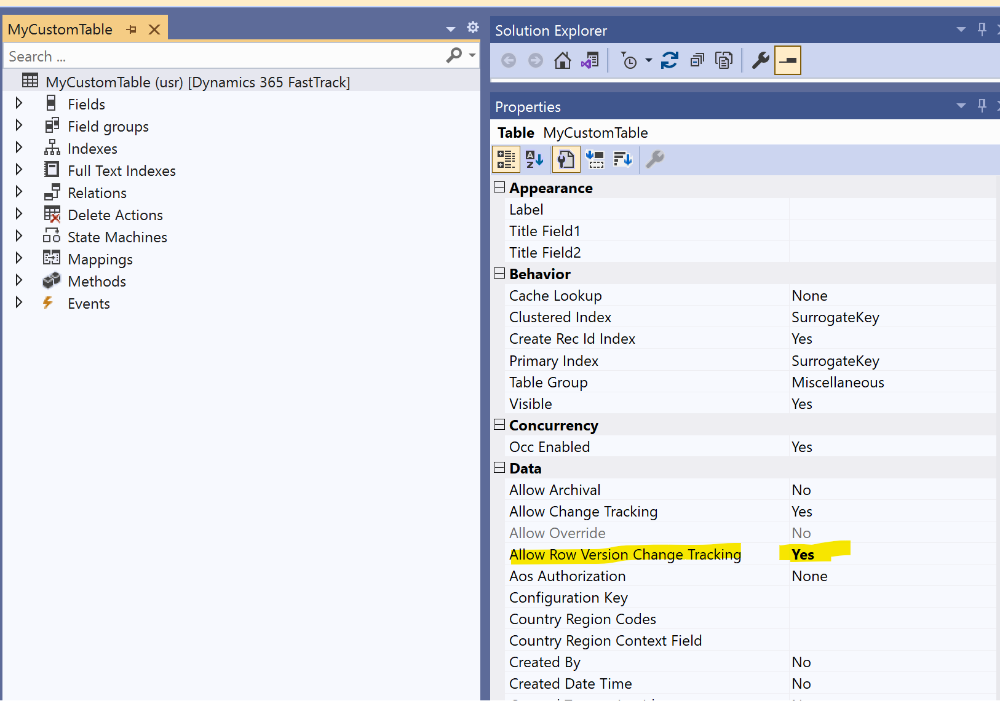 MyCustomTable
Search ...
MyCustomTable (usr) [Dynamics 365 FastTrack]
Fields
Field groups
Indexes
Full Text Indexes
Relations
Delete Actions
State Machines
Mappings
Methods
Events
Solution Explorer
Properties
Table MyCustomTable
Appearance
Label
Title Field1
Title Field2
Behavior
Cache Lookup None
Clustered Index SurrogateKey
Create Rec Id Index Yes
Primary Index SurrogateKey
Table Group Miscellaneous
Visible Yes
Concurrency
Occ Enabled Yes
Data
Allow Archival No
Allow Change Tracking Yes
Allow Override No
Allow Row Version Change Tracking Yes
Aos Authorization None
Configuration Key
Country Region Codes
Country Region Context Field
Created By No
Created Date Time No